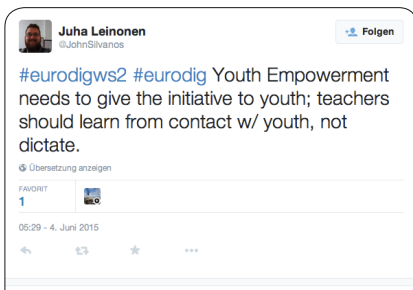 Juha Leinonen
@JohnSilvanos
Folgen
#eurodigws2 #eurodig Youth Empowerment
needs to give the initiative to youth; teachers
should learn from contact w/ youth, not
dictate.
Übersetzung anzeigen
FAVORIT
1
05:29 - 4. Juni 2015